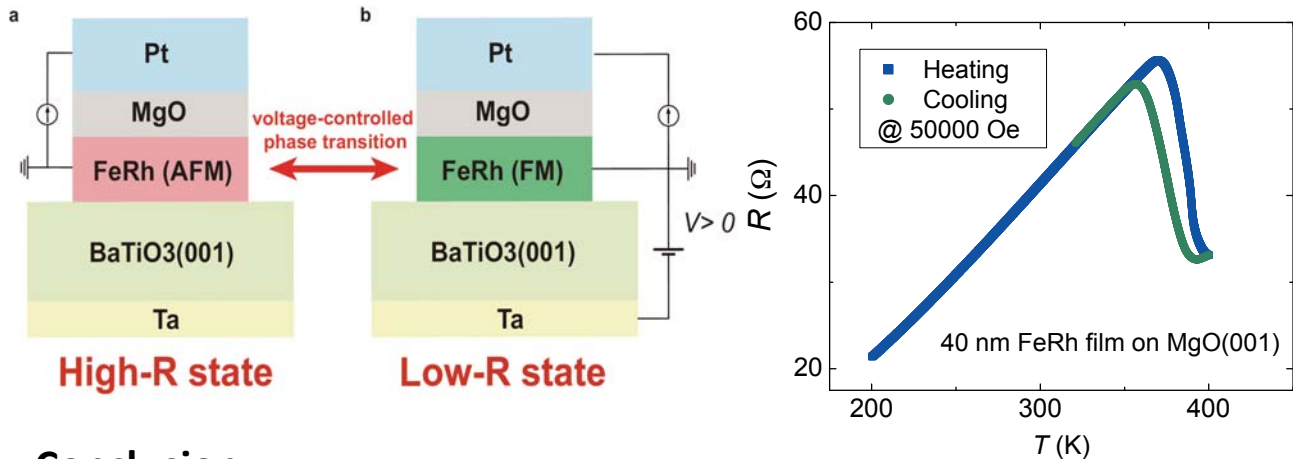 a
Pt
MgO
FeRh (AFM)
BaTiO3(001)
Ta
High-R state
voltage-controlled
phase transition
b
Pt
MgO
FeRh (FM)
BaTiO3(001)
Ta
V> 0
Low-R state
Heating
Cooling
@ 50000 Oe
60
40
20
R (Ω)
40 nm FeRh film on MgO(001)
200
300
400
T (K)